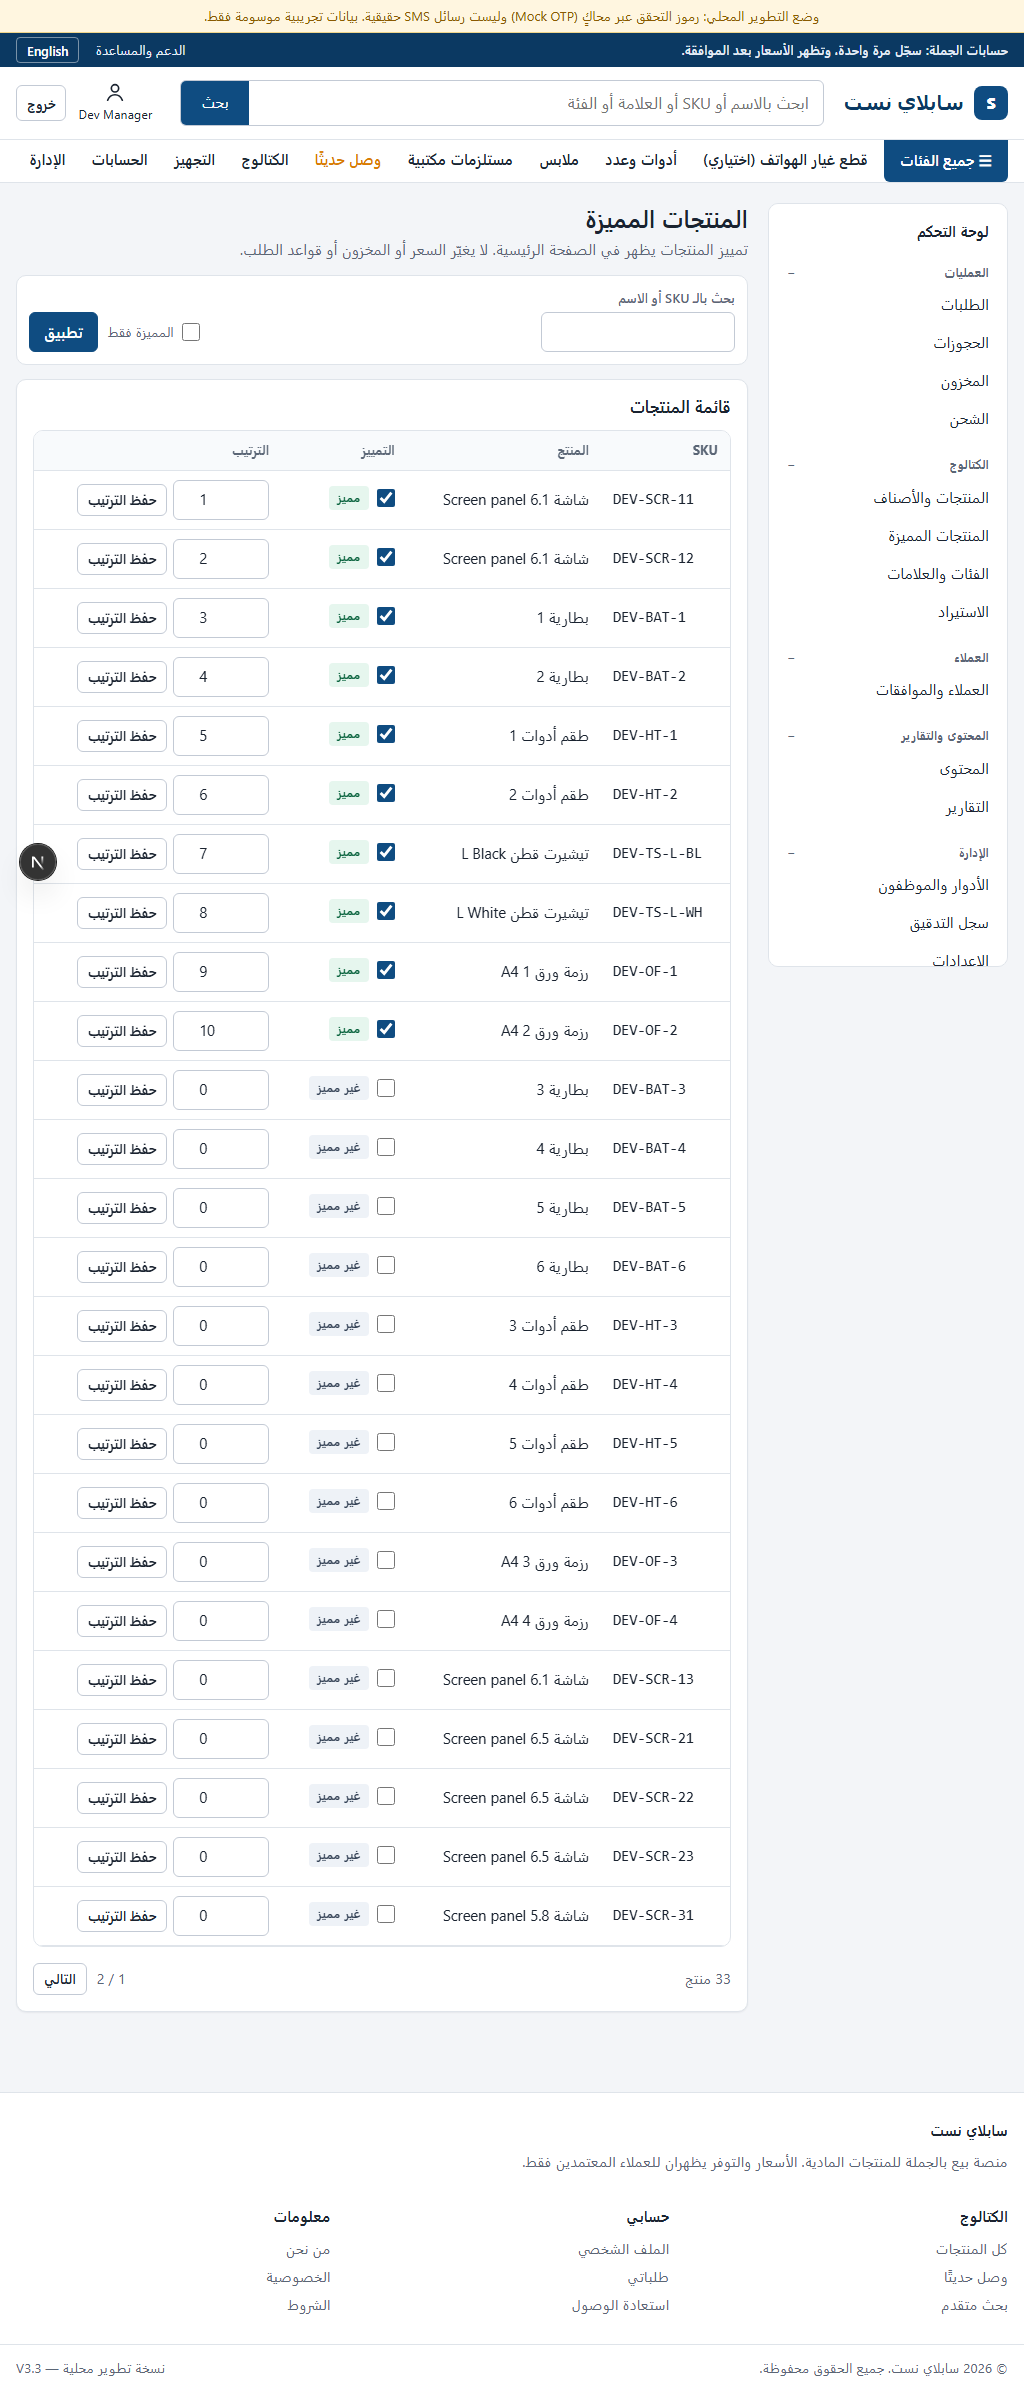 وضع التطوير المحلي: رموز التحقق عبر محاكٍ (Mock OTP) وليست رسائل SMS حقيقية. بيانات تجريبية موسومة فقط.
حسابات الجملة: سجّل مرة واحدة، وتظهر الأسعار بعد الموافقة.
الدعم والمساعدة
English
S
سابلاي نست
ابحث بالاسم أو SKU أو العلامة أو الفئة
بحث
Dev Manager
خروج
☰ جميع الفئات
قطع غيار الهواتف (اختياري)
أدوات وعدد
ملابس
مستلزمات مكتبية
وصل حديثًا
الكتالوج
التجهيز
الحسابات
الإدارة
لوحة التحكم
العمليات –
الطلبات
الحجوزات
المخزون
الشحن
الكتالوج –
المنتجات والأصناف
المنتجات المميزة
الفئات والعلامات
الاستيراد
العملاء –
العملاء والموافقات
المحتوى والتقارير –
المحتوى
التقارير
الإدارة –
الأدوار والموظفون
سجل التدقيق
الإعدادات
المنتجات المميزة
تمييز المنتجات يظهر في الصفحة الرئيسية. لا يغيّر السعر أو المخزون أو قواعد الطلب.
بحث بالـ SKU أو الاسم
المميزة فقط
تطبيق
قائمة المنتجات
SKU المنتج التمييز الترتيب
DEV-SCR-11 شاشة Screen panel 6.1 مميز 1 حفظ الترتيب
DEV-SCR-12 شاشة Screen panel 6.1 مميز 2 حفظ الترتيب
DEV-BAT-1 بطارية 1 مميز 3 حفظ الترتيب
DEV-BAT-2 بطارية 2 مميز 4 حفظ الترتيب
DEV-HT-1 طقم أدوات 1 مميز 5 حفظ الترتيب
DEV-HT-2 طقم أدوات 2 مميز 6 حفظ الترتيب
DEV-TS-L-BL تيشيرت قطن L Black مميز 7 حفظ الترتيب
DEV-TS-L-WH تيشيرت قطن L White مميز 8 حفظ الترتيب
DEV-OF-1 رزمة ورق A4 1 مميز 9 حفظ الترتيب
DEV-OF-2 رزمة ورق A4 2 مميز 10 حفظ الترتيب
DEV-BAT-3 بطارية 3 غير مميز 0 حفظ الترتيب
DEV-BAT-4 بطارية 4 غير مميز 0 حفظ الترتيب
DEV-BAT-5 بطارية 5 غير مميز 0 حفظ الترتيب
DEV-BAT-6 بطارية 6 غير مميز 0 حفظ الترتيب
DEV-HT-3 طقم أدوات 3 غير مميز 0 حفظ الترتيب
DEV-HT-4 طقم أدوات 4 غير مميز 0 حفظ الترتيب
DEV-HT-5 طقم أدوات 5 غير مميز 0 حفظ الترتيب
DEV-HT-6 طقم أدوات 6 غير مميز 0 حفظ الترتيب
DEV-OF-3 رزمة ورق A4 3 غير مميز 0 حفظ الترتيب
DEV-OF-4 رزمة ورق A4 4 غير مميز 0 حفظ الترتيب
DEV-SCR-13 شاشة Screen panel 6.1 غير مميز 0 حفظ الترتيب
DEV-SCR-21 شاشة Screen panel 6.5 غير مميز 0 حفظ الترتيب
DEV-SCR-22 شاشة Screen panel 6.5 غير مميز 0 حفظ الترتيب
DEV-SCR-23 شاشة Screen panel 6.5 غير مميز 0 حفظ الترتيب
DEV-SCR-31 شاشة Screen panel 5.8 غير مميز 0 حفظ الترتيب
33 منتج
1 / 2
التالي
N
سابلاي نست
منصة بيع بالجملة للمنتجات المادية. الأسعار والتوفر يظهران للعملاء المعتمدين فقط.
الكتالوج
كل المنتجات
وصل حديثًا
بحث متقدم
حسابي
الملف الشخصي
طلباتي
استعادة الوصول
معلومات
من نحن
الخصوصية
الشروط
© 2026 سابلاي نست. جميع الحقوق محفوظة.
نسخة تطوير محلية — V3.3